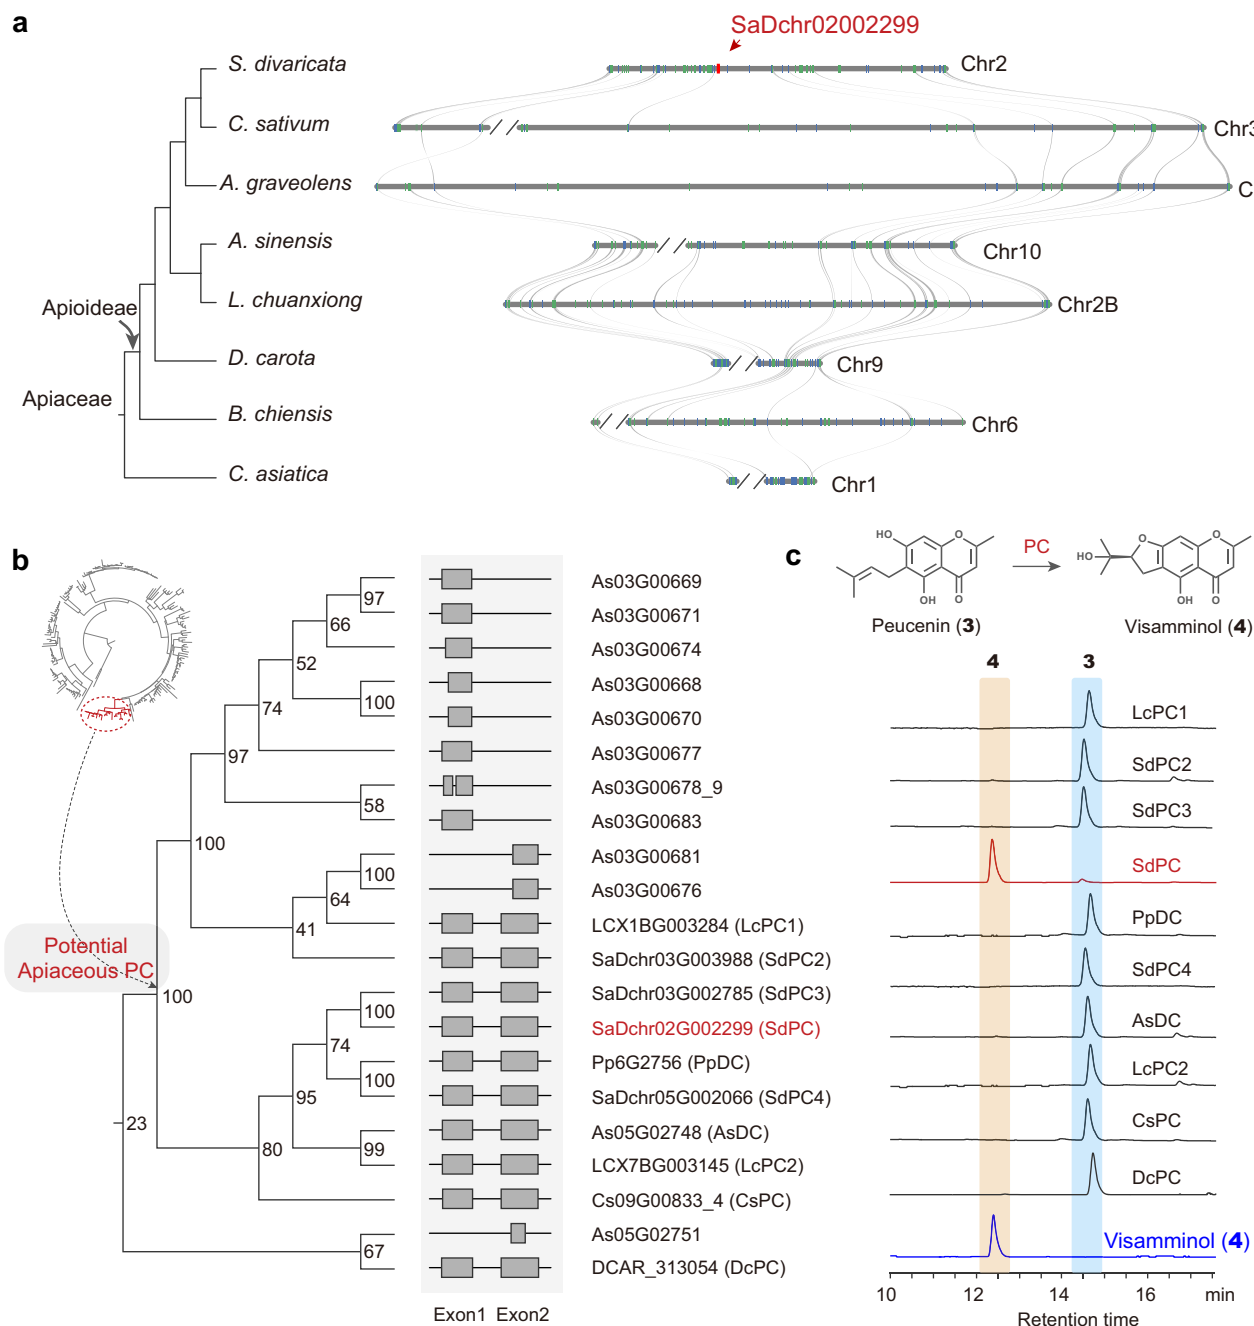 a
SaDchr02002299
S. divaricata
Chr2
C. sativum
Chr3
A. graveolens
C
A. sinensis
Chr10
L. chuanxiong
Chr2B
Apioideae
D. carota
Chr9
Apiaceae
B. chiensis
Chr6
C. asiatica
Chr1
b
Potential
Apiaceous PC
97
66
52
100
74
97
58
100
100
64
41
100
100
74
100
95
99
80
23
67
As03G00669
As03G00671
As03G00674
As03G00668
As03G00670
As03G00677
As03G00678_9
As03G00683
As03G00681
As03G00676
LCX1BG003284 (LcPC1)
SaDchr03G003988 (SdPC2)
SaDchr03G002785 (SdPC3)
SaDchr02G002299 (SdPC)
Pp6G2756 (PpDC)
SaDchr05G002066 (SdPC4)
As05G02748 (AsDC)
LCX7BG003145 (LcPC2)
Cs09G00833_4 (CsPC)
As05G02751
DCAR_313054 (DcPC)
Exon1 Exon2
c
HO
O
OH
O
PC
HO
O
O
OH
O
Peucenin (3)
Visamminol (4)
4
3
LcPC1
SdPC2
SdPC3
SdPC
PpDC
SdPC4
AsDC
LcPC2
CsPC
DcPC
Visamminol (4)
10 12 14 16 min
Retention time